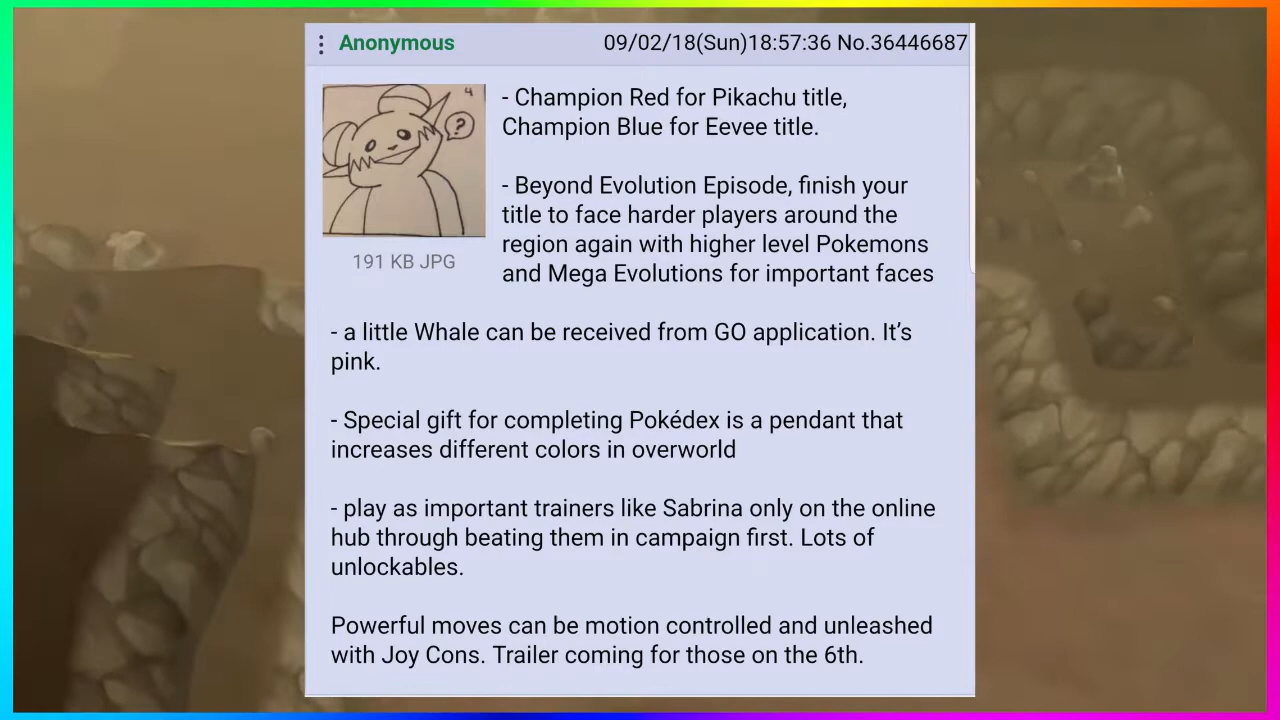 Anonymous 09/02/18(Sun)18:57:36 No.36446687
4
?
- Champion Red for Pikachu title,
Champion Blue for Eevee title.
- Beyond Evolution Episode, finish your
title to face harder players around the
region again with higher level Pokemons
and Mega Evolutions for important faces
191 KB JPG
- a little Whale can be received from GO application. It’s
pink.
- Special gift for completing Pokédex is a pendant that
increases different colors in overworld
- play as important trainers like Sabrina only on the online
hub through beating them in campaign first. Lots of
unlockables.
Powerful moves can be motion controlled and unleashed
with Joy Cons. Trailer coming for those on the 6th.